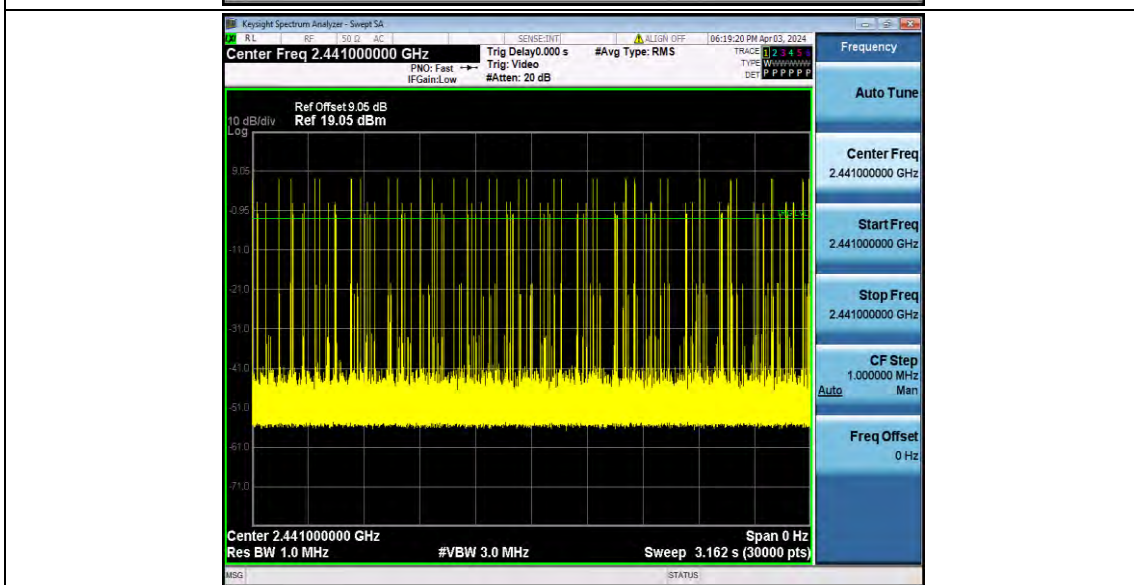 Keysight Spectrum Analyzer - Swept SA
RL RF 50 Ω AC SENSE:INT ALIGN OFF 06:19:20 PM Apr 03, 2024
Center Freq 2.441000000 GHz
PNO: Fast
IFGain:Low
Trig Delay0.000 s
Trig: Video
#Atten: 20 dB
#Avg Type: RMS
TRACE 1 2 3 4 5 6
TYPE WWWWWW
DET P P P P P P
Frequency
Auto Tune
Center Freq
2.441000000 GHz
Start Freq
2.441000000 GHz
Stop Freq
2.441000000 GHz
CF Step
1.000000 MHz
Auto Man
Freq Offset
0 Hz
Ref Offset 9.05 dB
10 dB/div Ref 19.05 dBm
Log
9.05
-0.95
-11.0
-21.0
-31.0
-41.0
-51.0
-61.0
-71.0
Center 2.441000000 GHz Span 0 Hz
Res BW 1.0 MHz #VBW 3.0 MHz Sweep 3.162 s (30000 pts)
MSG STATUS